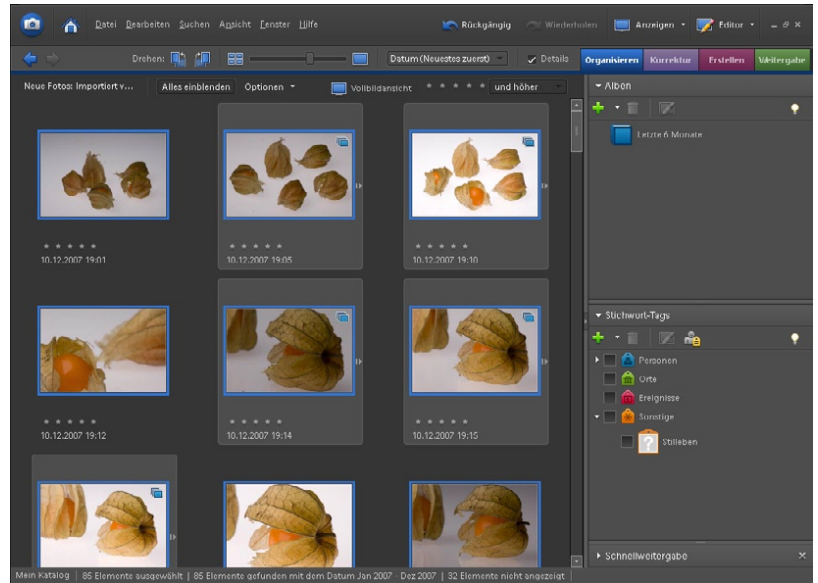 Datei Bearbeiten Suchen Ansicht Fenster Hilfe Rückgängig Wiederholen Anzeigen Editor
Drehen: Datum (Neuestes zuerst) Details Organisieren Korrektur Erstellen Weitergabe
Neue Fotos: Importiert v... Alles einblenden Optionen Vollbildansicht und höher
Alben
Letzte 6 Monate
10.12.2007 19:01 10.12.2007 19:05 10.12.2007 19:10
Stichwort-Tags
Personen
Orte
Ereignisse
Sonstige
Stilleben
10.12.2007 19:12 10.12.2007 19:14 10.12.2007 19:15
Schnellweitergabe
Mein Katalog | 85 Elemente ausgewählt | 85 Elemente gefunden mit dem Datum Jan 2007 - Dez 2007 | 32 Elemente nicht angezeigt